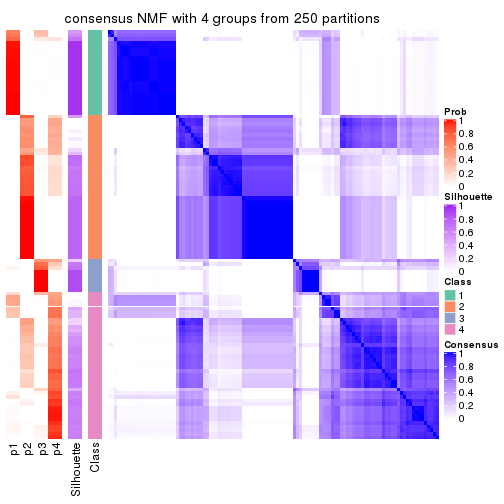 consensus NMF with 4 groups from 250 partitions
Prob
1
0.8
0.6
0.4
0.2
0
Silhouette
1
0.8
0.6
0.4
0.2
0
Class
1
2
3
4
Consensus
1
0.8
0.6
0.4
0.2
0
p1
p2
p3
p4
Silhouette
Class